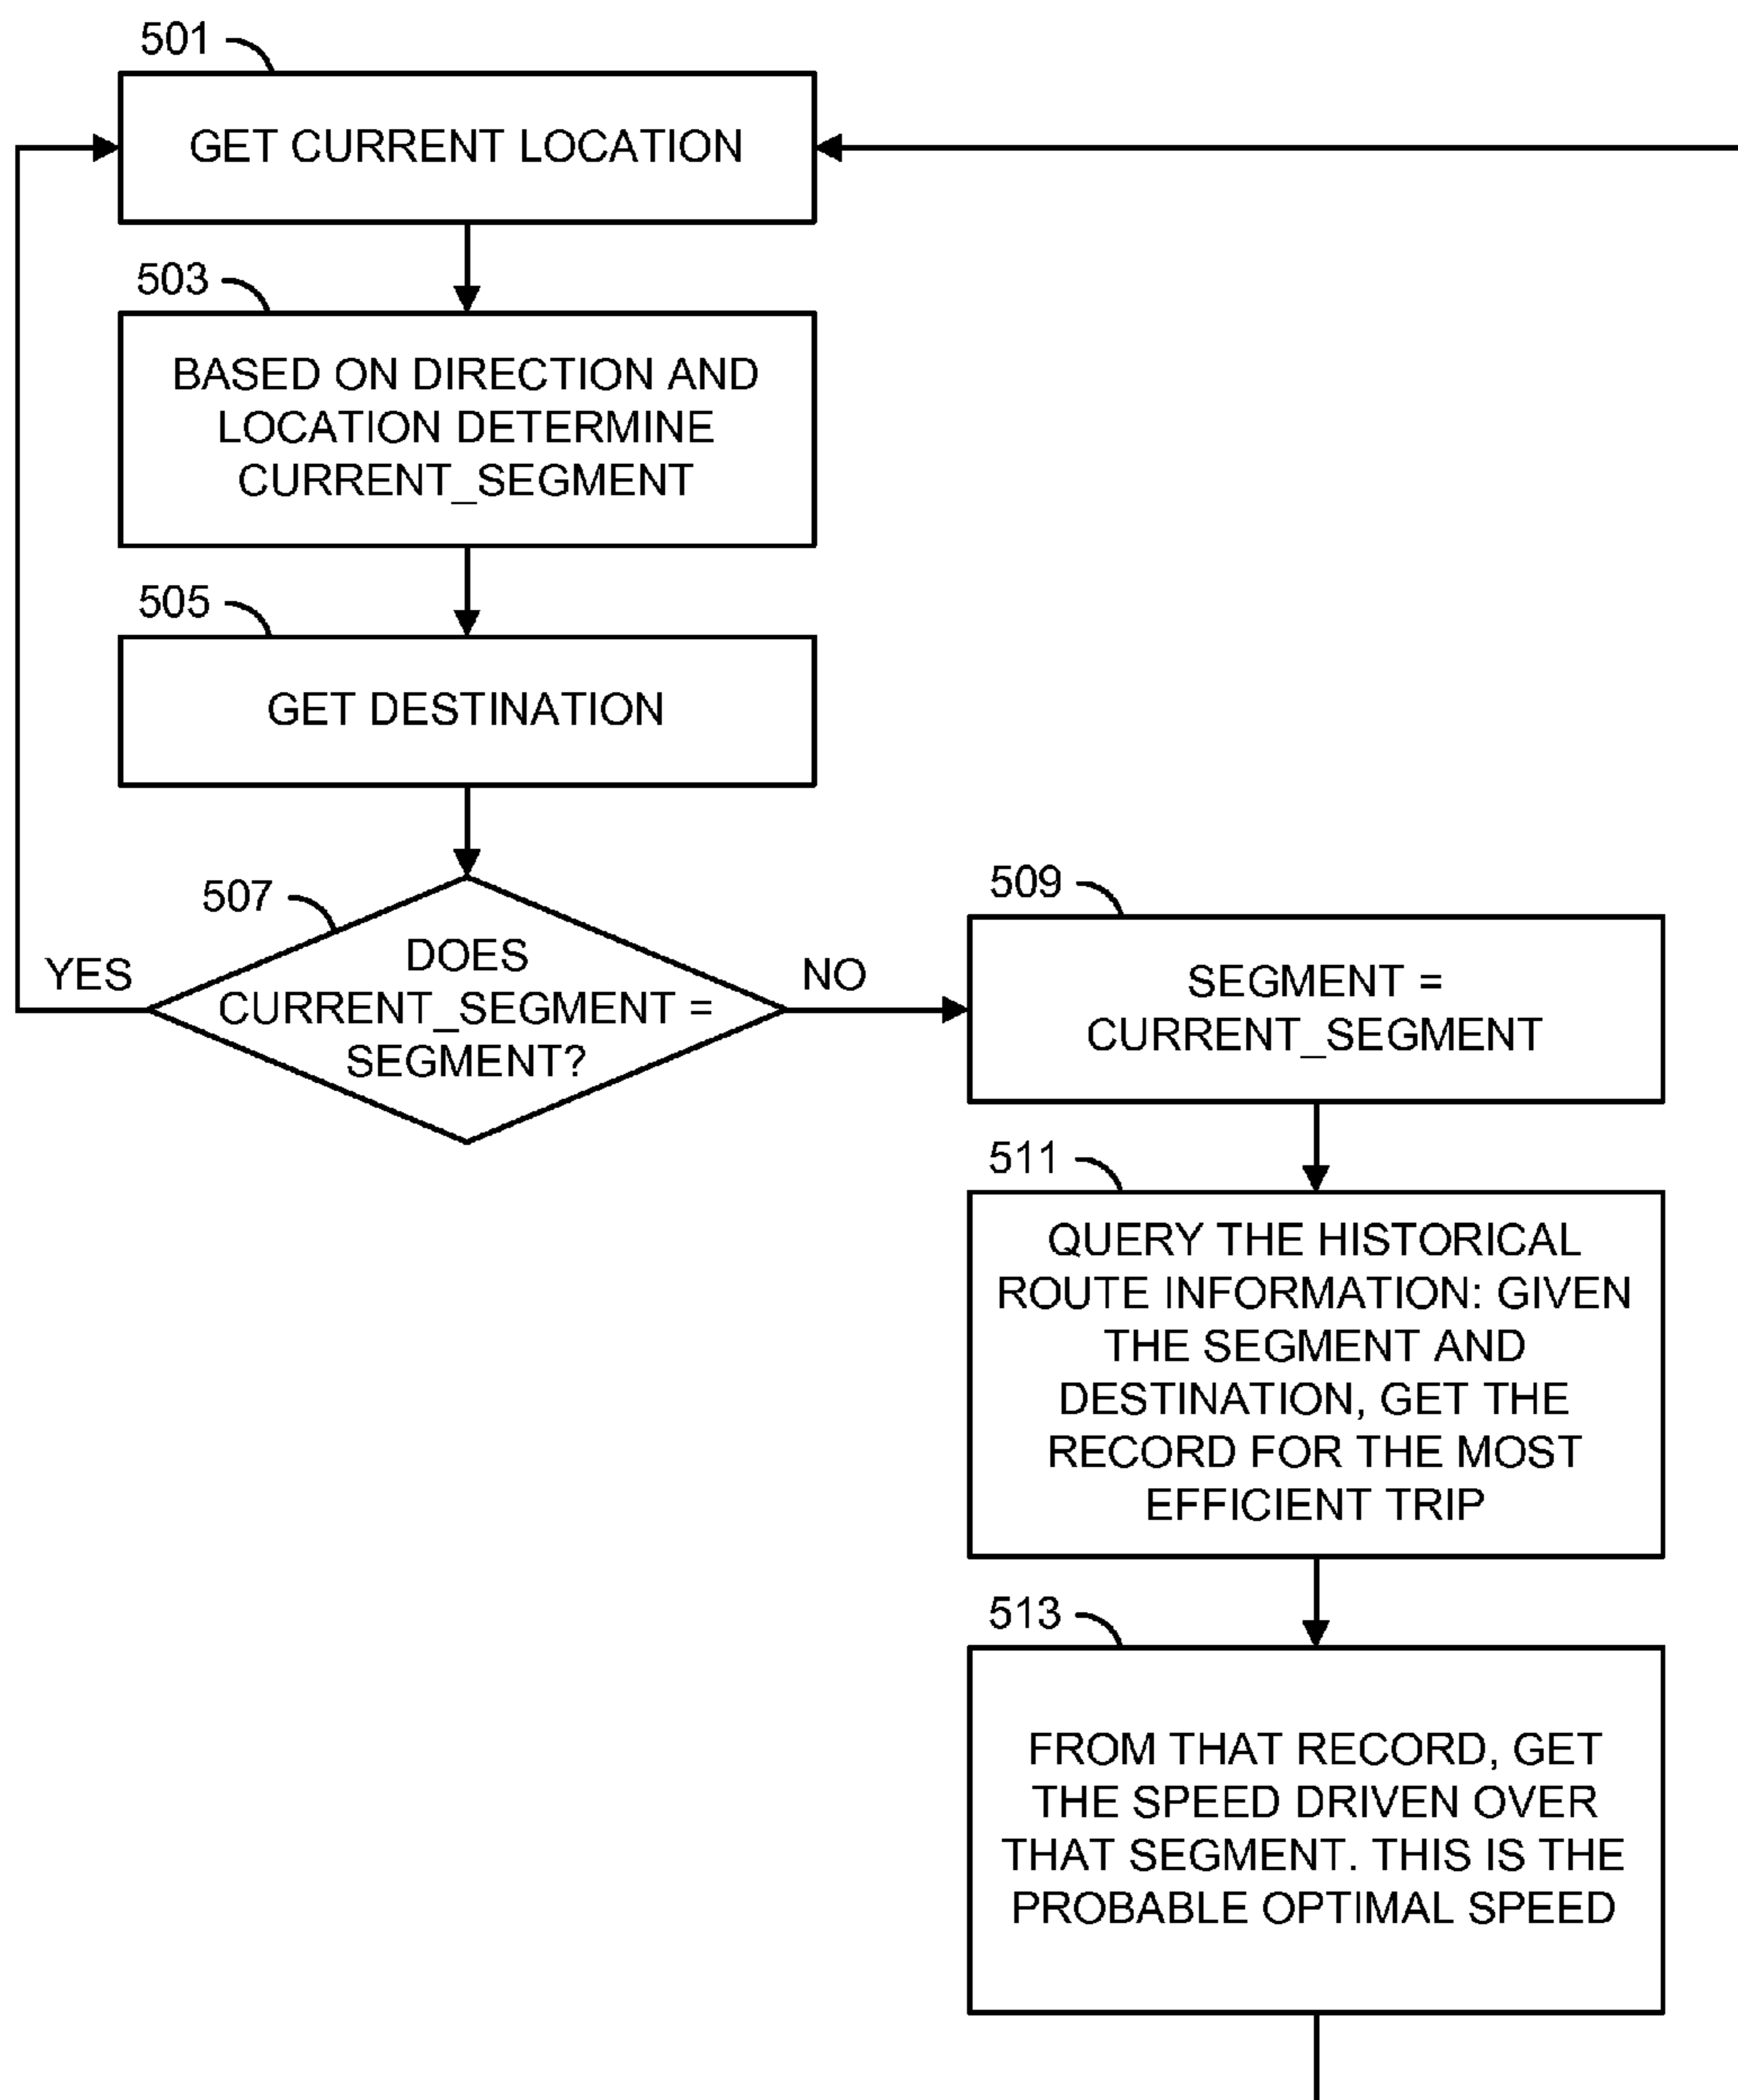 501
GET CURRENT LOCATION
503
BASED ON DIRECTION AND
LOCATION DETERMINE
CURRENT_SEGMENT
505
GET DESTINATION
507
DOES
CURRENT_SEGMENT =
SEGMENT?
YES
NO
509
SEGMENT =
CURRENT_SEGMENT
511
QUERY THE HISTORICAL
ROUTE INFORMATION: GIVEN
THE SEGMENT AND
DESTINATION, GET THE
RECORD FOR THE MOST
EFFICIENT TRIP
513
FROM THAT RECORD, GET
THE SPEED DRIVEN OVER
THAT SEGMENT. THIS IS THE
PROBABLE OPTIMAL SPEED